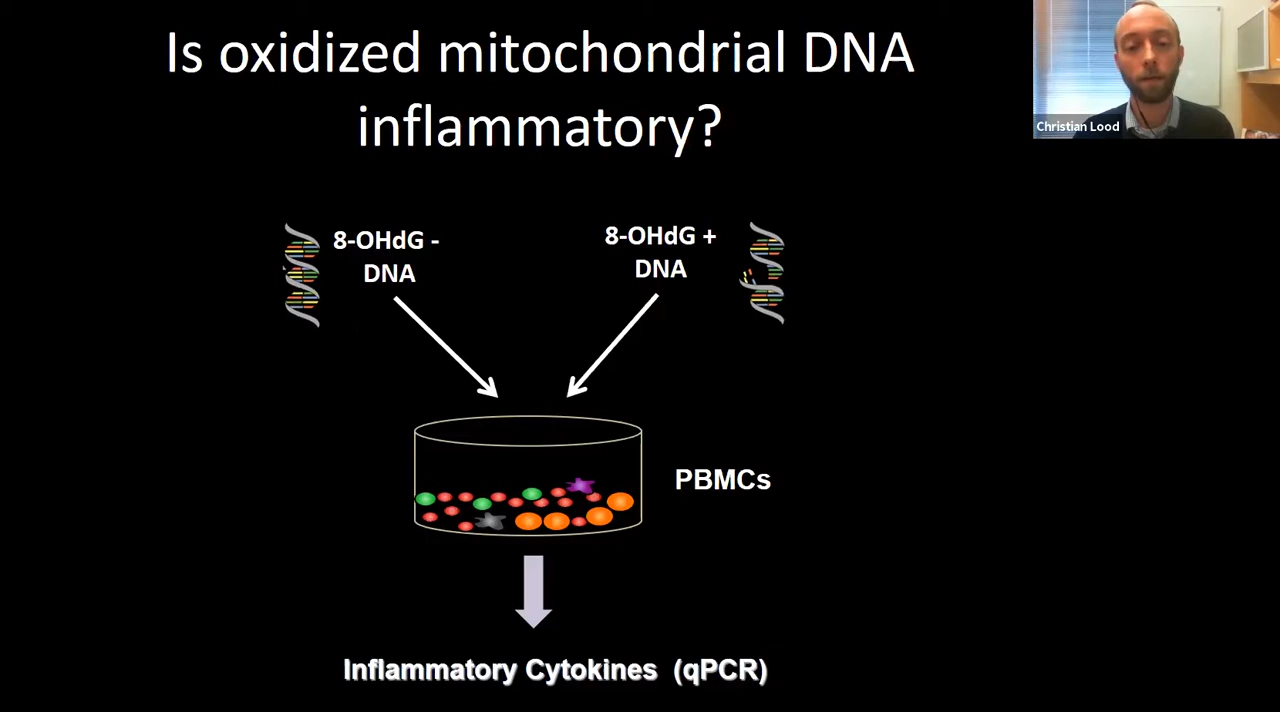 Is oxidized mitochondrial DNA
inflammatory?
Christian Lood
8-OHdG -
DNA
8-OHdG +
DNA
PBMCs
Inflammatory Cytokines (qPCR)